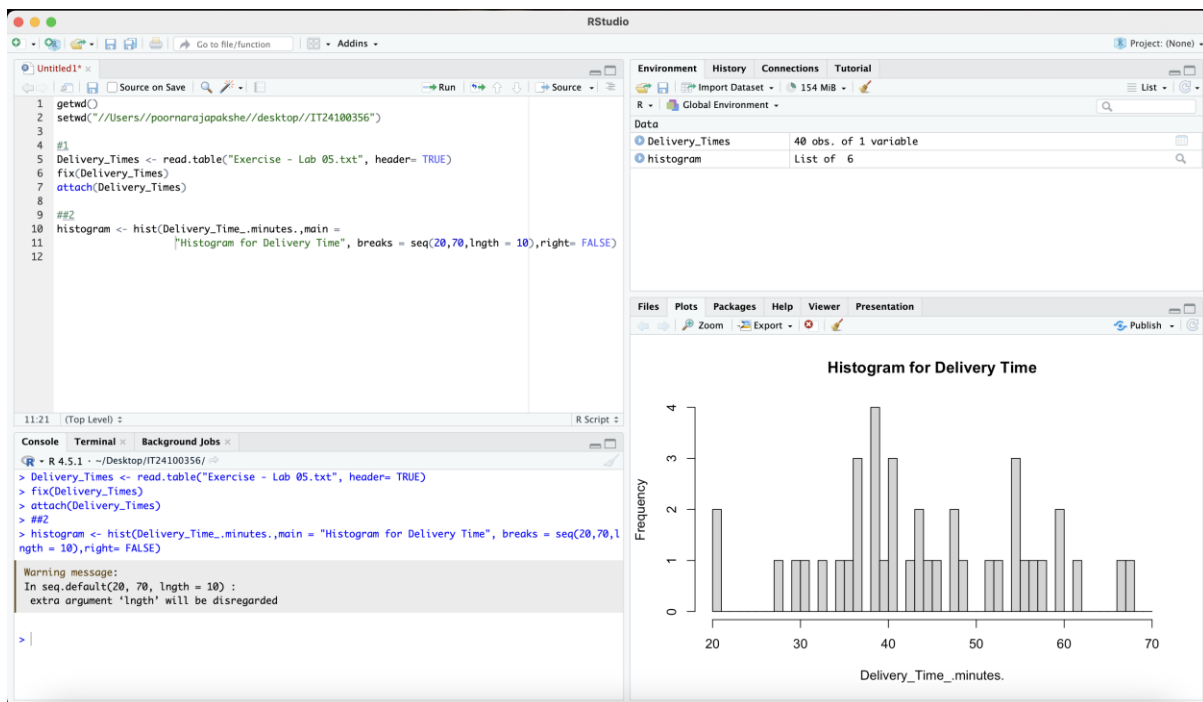 RStudio
Go to file/function
Addins
Project: (None)
Untitled1*
Source on Save
Run
Source
1 getwd()
2 setwd("//Users//poornarajapakshe//desktop//IT24100356")
3
4 #1
5 Delivery_Times <- read.table("Exercise - Lab 05.txt", header= TRUE)
6 fix(Delivery_Times)
7 attach(Delivery_Times)
8
9 ##2
10 histogram <- hist(Delivery_Time_.minutes.,main =
11 "Histogram for Delivery Time", breaks = seq(20,70,lngth = 10),right= FALSE)
12
11:21 (Top Level) R Script
Console Terminal Background Jobs
R R 4.5.1 · ~/Desktop/IT24100356/
> Delivery_Times <- read.table("Exercise - Lab 05.txt", header= TRUE)
> fix(Delivery_Times)
> attach(Delivery_Times)
> ##2
> histogram <- hist(Delivery_Time_.minutes.,main = "Histogram for Delivery Time", breaks = seq(20,70,l
ngth = 10),right= FALSE)
Warning message:
In seq.default(20, 70, lngth = 10) :
extra argument ‘lngth’ will be disregarded
>
Environment History Connections Tutorial
Import Dataset 154 MiB List
R Global Environment
Data
Delivery_Times 40 obs. of 1 variable
histogram List of 6
Files Plots Packages Help Viewer Presentation
Zoom Export Publish
Histogram for Delivery Time
Frequency
4
3
2
1
0
20 30 40 50 60 70
Delivery_Time_.minutes.